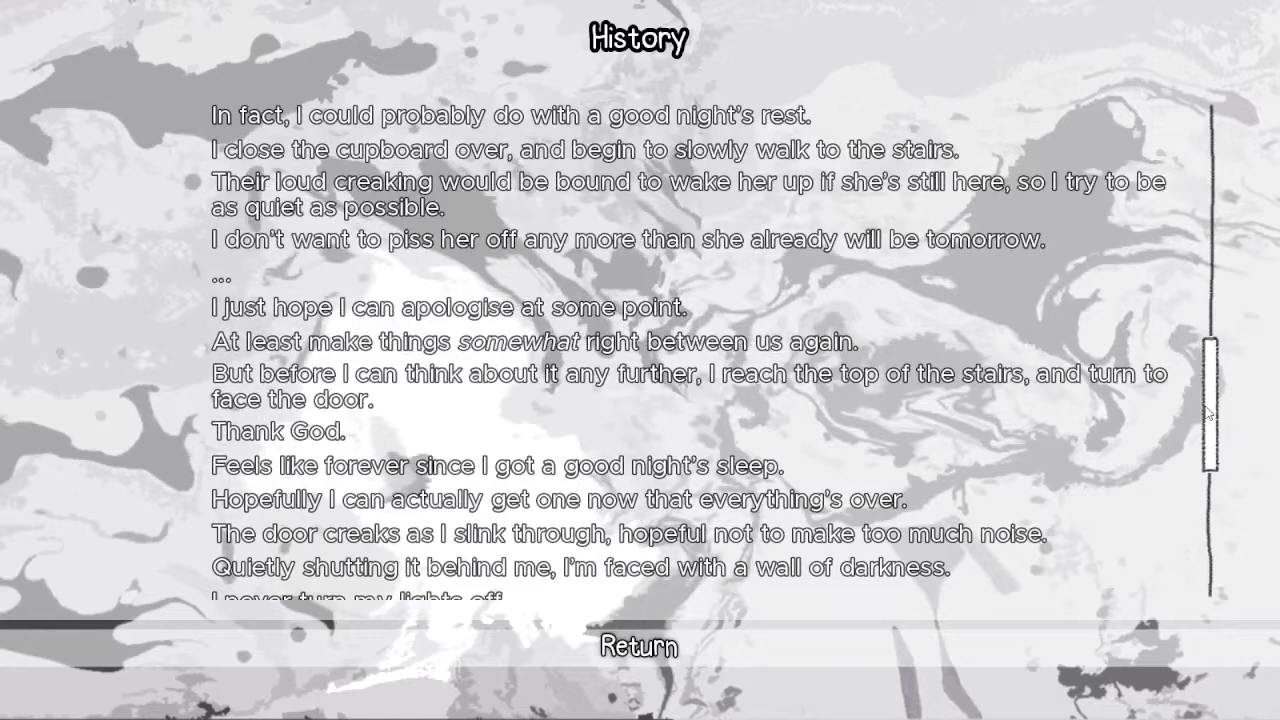 History
In fact, I could probably do with a good night's rest.
I close the cupboard over, and begin to slowly walk to the stairs.
Their loud creaking would be bound to wake her up if she's still here, so I try to be
as quiet as possible.
I don't want to piss her off any more than she already will be tomorrow.
...
I just hope I can apologise at some point.
At least make things somewhat right between us again.
But before I can think about it any further, I reach the top of the stairs, and turn to
face the door.
Thank God.
Feels like forever since I got a good night's sleep.
Hopefully I can actually get one now that everything's over.
The door creaks as I slink through, hopeful not to make too much noise.
Quietly shutting it behind me, I'm faced with a wall of darkness.
I never turn my lights off
Return